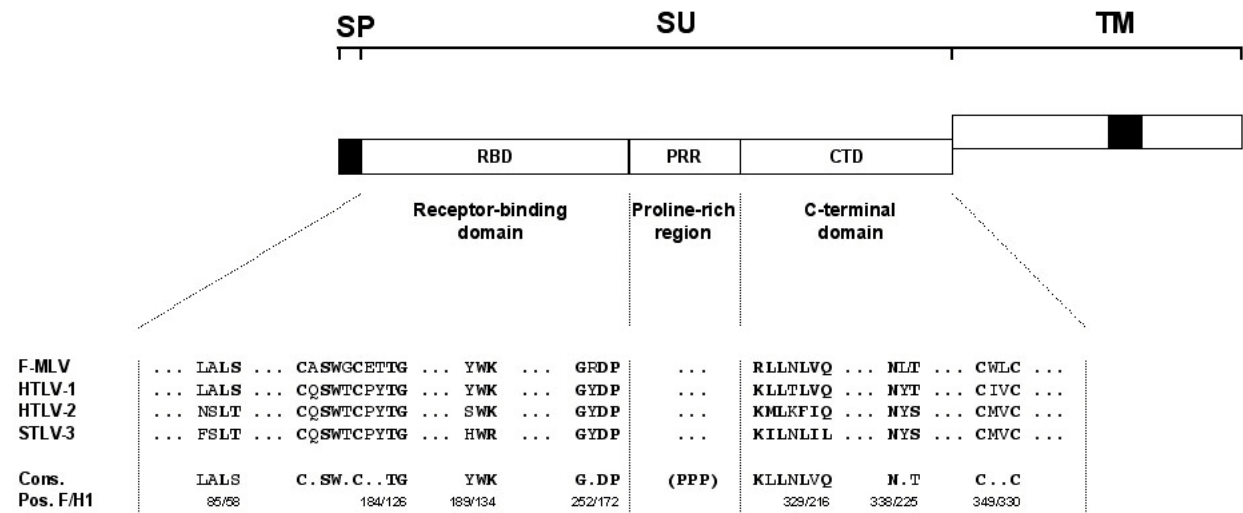 SP SU TM
RBD PRR CTD
Receptor-binding domain Proline-rich region C-terminal domain
F-MLV ... LALS ... CASWGCETTG ... YWK ... GRDP ... RLLNLVQ ... NLT ... CWLC ...
HTLV-1 ... LALS ... CQSWTCPYTG ... YWK ... GYDP ... KLLTLVQ ... NYT ... CIVC ...
HTLV-2 ... NSLT ... CQSWTCPYTG ... SWK ... GYDP ... KMLKFIQ ... NYS ... CMVC ...
STLV-3 ... FSLT ... CQSWTCPYTG ... HWR ... GYDP ... KILNLIL ... NYS ... CMVC ...
Cons. LALS C.SW.C..TG YWK G.DP (PPP) KLLNLVQ N.T C..C
Pos. F/H1 85/58 184/126 189/134 252/172 329/216 338/225 349/330